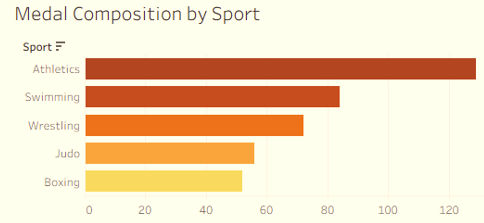 Medal Composition by Sport
Sport
Athletics
Swimming
Wrestling
Judo
Boxing
0 20 40 60 80 100 120